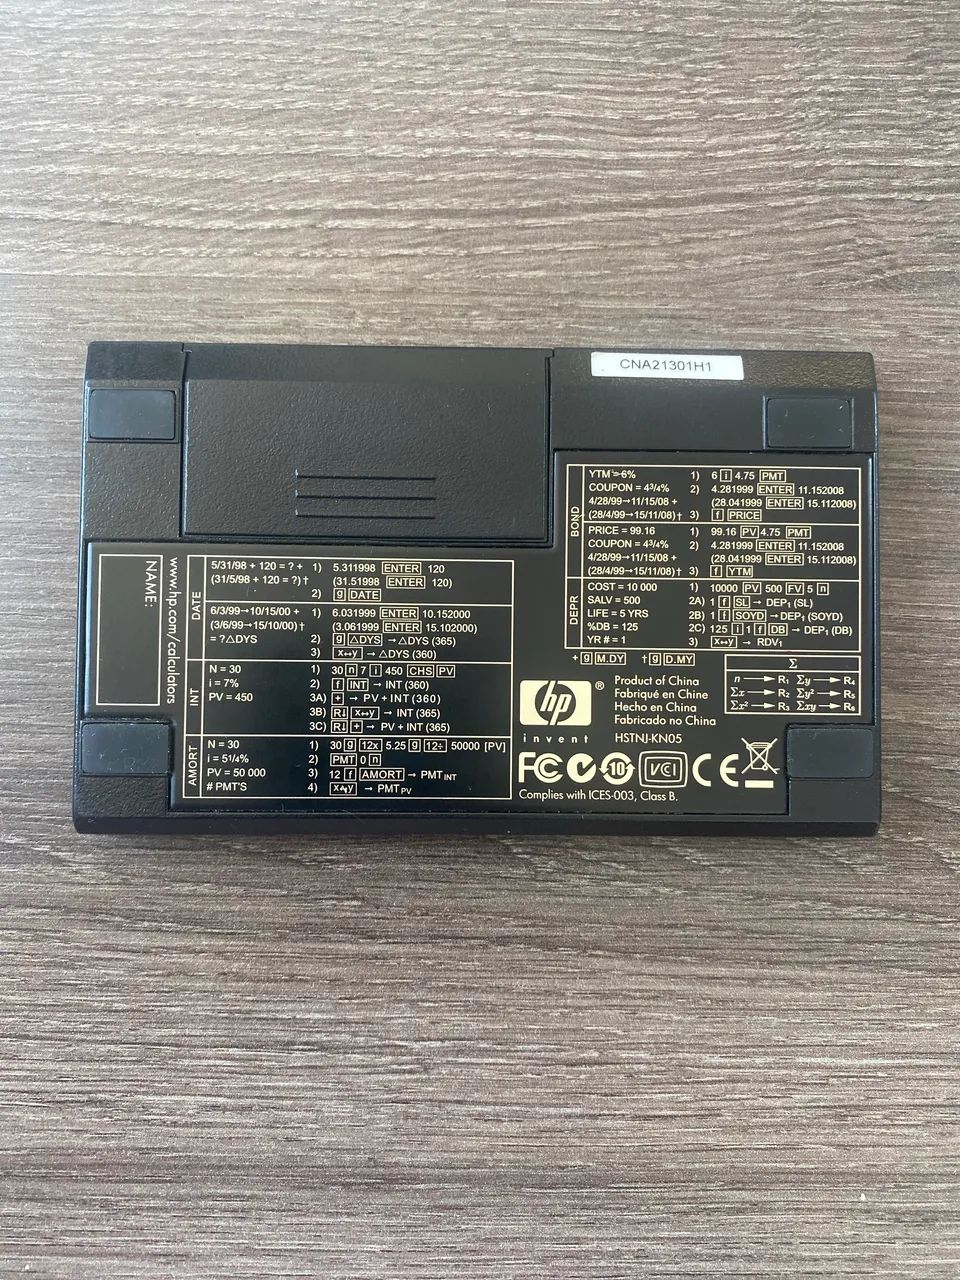 CNA21301H1
BOND
YTM = 6% 1) 6 i 4.75 PMT
COUPON = 4 3/4% 2) 4.281999 ENTER 11.152008
4/28/99→11/15/08 + (28.041999 ENTER 15.112008)
(28/4/99→15/11/08) † 3) f PRICE
PRICE = 99.16 1) 99.16 PV 4.75 PMT
COUPON = 4 3/4% 2) 4.281999 ENTER 11.152008
4/28/99→11/15/08 + (28.041999 ENTER 15.112008)
(28/4/99→15/11/08) † 3) f YTM
DEPR
COST = 10 000 1) 10000 PV 500 FV 5 n
SALV = 500 2A) 1 f SL → DEP₁ (SL)
LIFE = 5 YRS 2B) 1 f SOYD → DEP₁ (SOYD)
%DB = 125 2C) 125 i 1 f DB → DEP₁ (DB)
YR # = 1 3) x↔y → RDV₁
+ g M.DY † g D.MY
Σ
n → R₁ Σy → R₄
Σx → R₂ Σy² → R₅
Σx² → R₃ Σxy → R₆
NAME:
www.hp.com/calculators
DATE
5/31/98 + 120 = ? + 1) 5.311998 ENTER 120
(31/5/98 + 120 = ?) † (31.51998 ENTER 120)
2) g DATE
6/3/99→10/15/00 + 1) 6.031999 ENTER 10.152000
(3/6/99→15/10/00) † (3.061999 ENTER 15.102000)
= ?△DYS 2) g △DYS → △DYS (365)
3) x↔y → △DYS (360)
INT
N = 30 1) 30 n 7 i 450 CHS PV
i = 7% 2) f INT → INT (360)
PV = 450 3A) + → PV + INT (360)
3B) R↓ x↔y → INT (365)
3C) R↓ + → PV + INT (365)
AMORT
N = 30 1) 30 g 12x 5.25 g 12÷ 50000 [PV]
i = 5 1/4% 2) PMT 0 n
PV = 50 000 3) 12 f AMORT → PMT INT
# PMT'S 4) x↔y → PMT PV
hp ®
invent
Product of China
Fabriqué en Chine
Hecho en China
Fabricado no China
HSTNJ-KN05
FC 10 VCI CE
Complies with ICES-003, Class B.